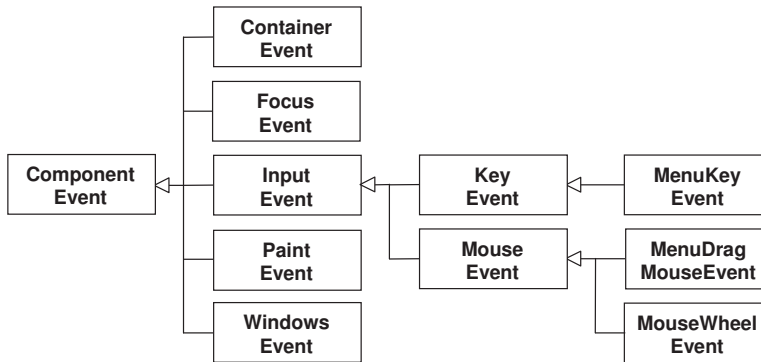 Container
Event
Focus
Event
Component
Event
Input
Event
Key
Event
MenuKey
Event
Paint
Event
Mouse
Event
MenuDrag
MouseEvent
Windows
Event
MouseWheel
Event